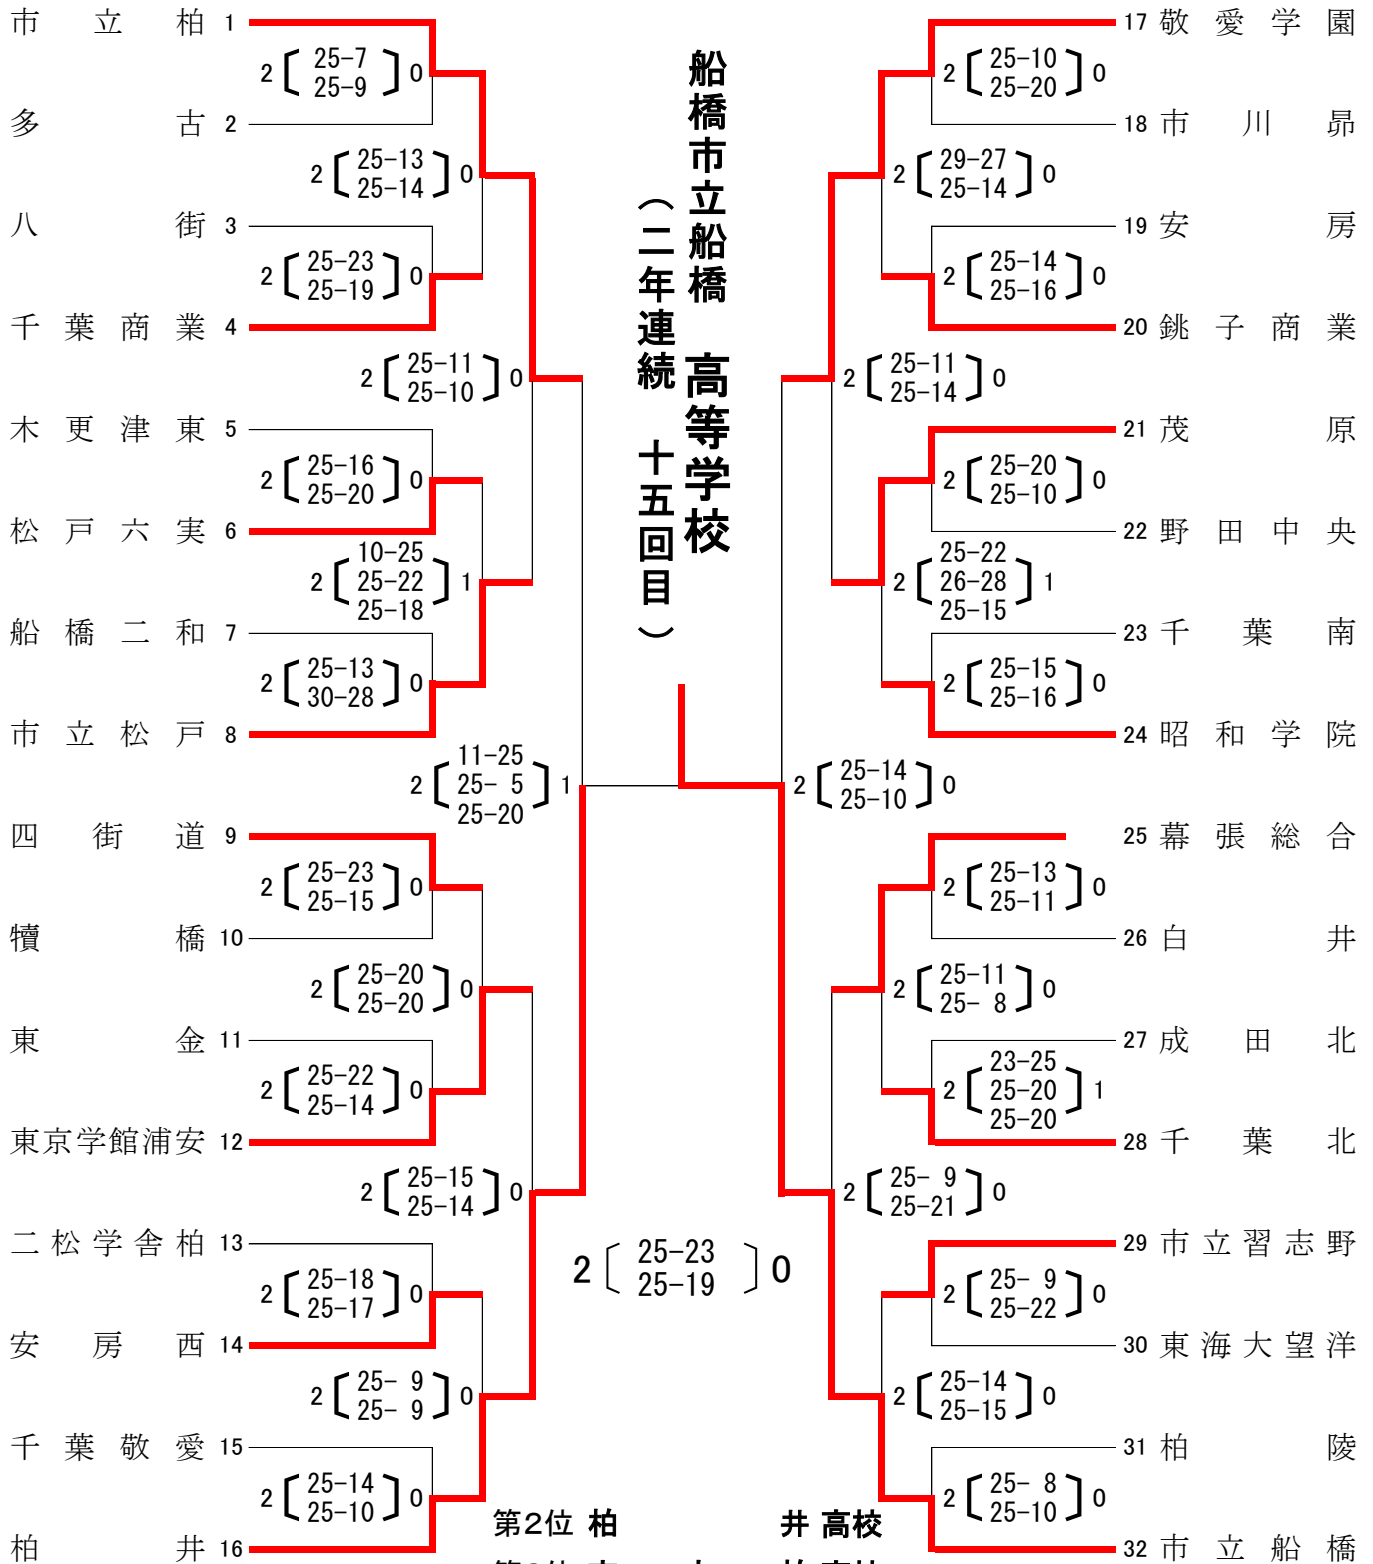 市立柏 1
2 [ 25-7 25-9 ] 0
多古 2
2 [ 25-13 25-14 ] 0
八街 3
2 [ 25-23 25-19 ] 0
千葉商業 4
2 [ 25-11 25-10 ] 0
木更津東 5
2 [ 25-16 25-20 ] 0
松戸六実 6
2 [ 10-25 25-22 25-18 ] 1
船橋二和 7
2 [ 25-13 30-28 ] 0
市立松戸 8
2 [ 11-25 25- 5 25-20 ] 1
四街道 9
2 [ 25-23 25-15 ] 0
犢橋 10
2 [ 25-20 25-20 ] 0
東金 11
2 [ 25-22 25-14 ] 0
東京学館浦安 12
2 [ 25-15 25-14 ] 0
二松学舎柏 13
2 [ 25-18 25-17 ] 0
安房西 14
2 [ 25- 9 25- 9 ] 0
千葉敬愛 15
2 [ 25-14 25-10 ] 0
柏井 16
船橋市立船橋 高等学校
(二年連続 十五回目)
2 [ 25-23 25-19 ] 0
第2位 柏井 高校
17 敬愛学園
2 [ 25-10 25-20 ] 0
18 市川昴
2 [ 29-27 25-14 ] 0
19 安房
2 [ 25-14 25-16 ] 0
20 銚子商業
2 [ 25-11 25-14 ] 0
21 茂原
2 [ 25-20 25-10 ] 0
22 野田中央
2 [ 25-22 26-28 25-15 ] 1
23 千葉南
2 [ 25-15 25-16 ] 0
24 昭和学院
2 [ 25-14 25-10 ] 0
25 幕張総合
2 [ 25-13 25-11 ] 0
26 白井
2 [ 25-11 25- 8 ] 0
27 成田北
2 [ 23-25 25-20 25-20 ] 1
28 千葉北
2 [ 25- 9 25-21 ] 0
29 市立習志野
2 [ 25- 9 25-22 ] 0
30 東海大望洋
2 [ 25-14 25-15 ] 0
31 柏陵
2 [ 25- 8 25-10 ] 0
32 市立船橋